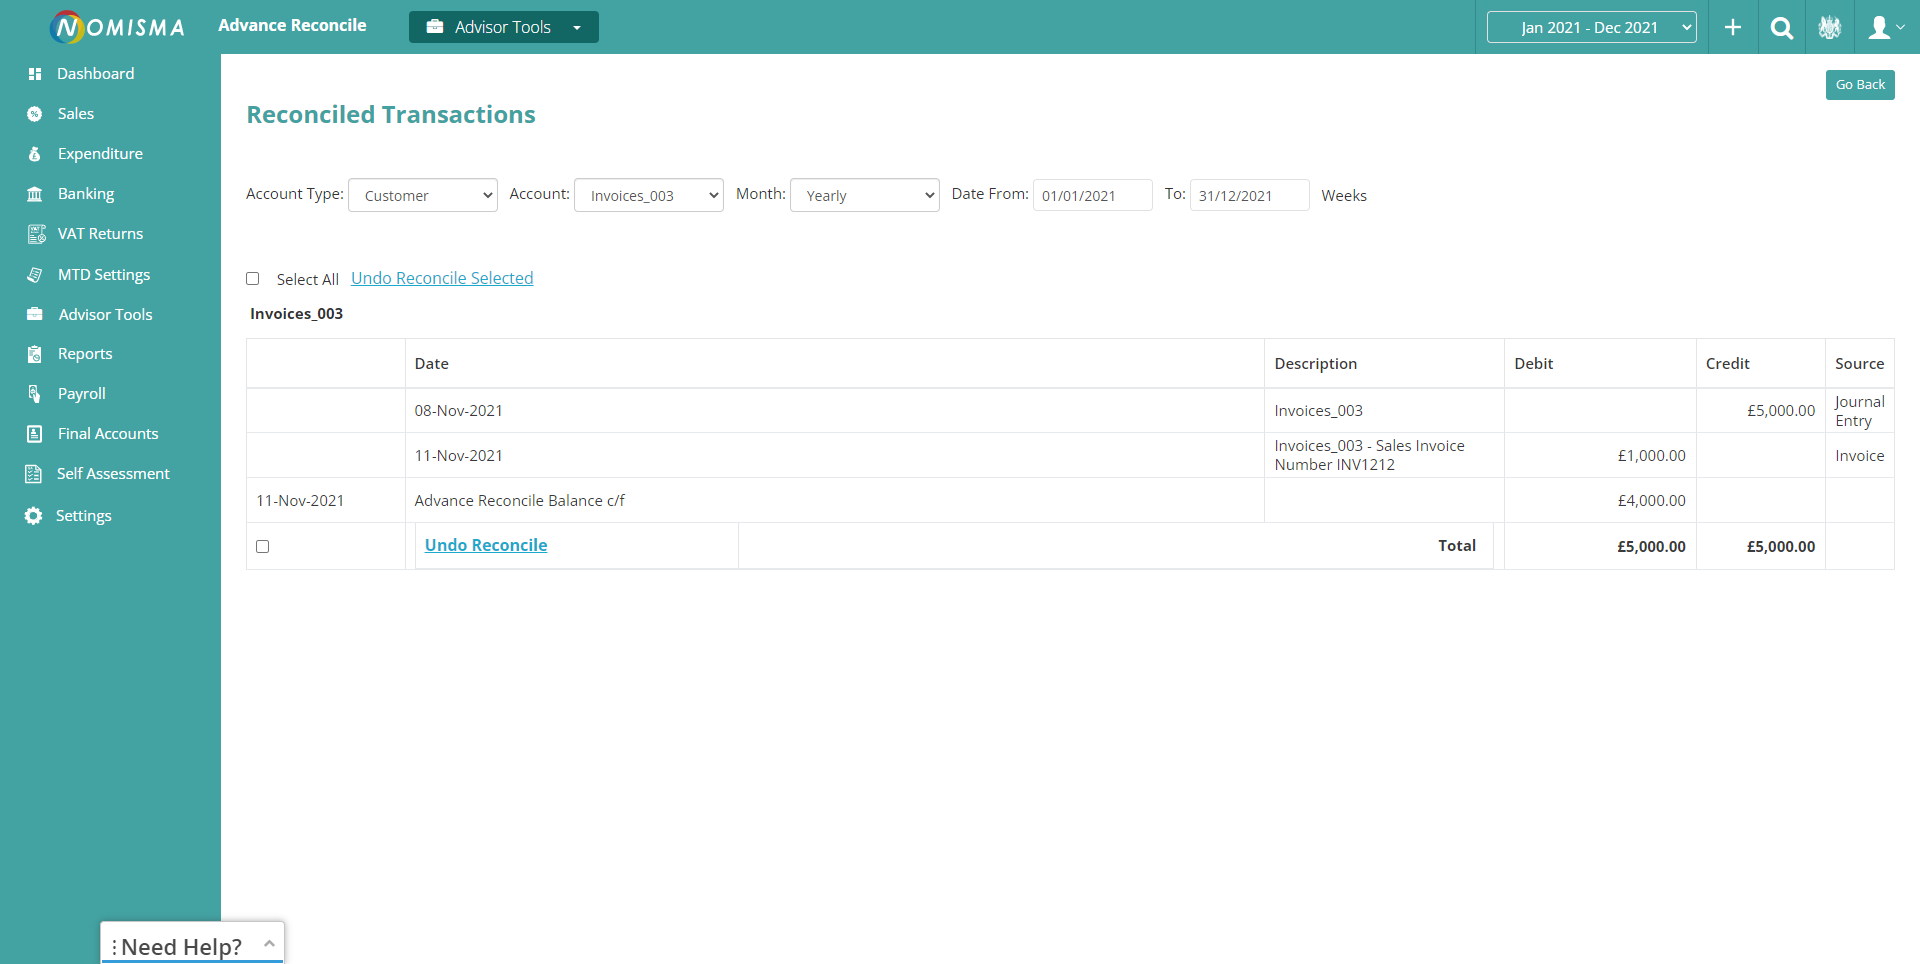 NOMISMA
Advance Reconcile
Advisor Tools
Jan 2021 - Dec 2021
Dashboard
Sales
Expenditure
Banking
VAT Returns
MTD Settings
Advisor Tools
Reports
Payroll
Final Accounts
Self Assessment
Settings
Go Back
Reconciled Transactions
Account Type: Customer Account: Invoices_003 Month: Yearly Date From: 01/01/2021 To: 31/12/2021 Weeks
Select All Undo Reconcile Selected
Invoices_003
Date Description Debit Credit Source
08-Nov-2021 Invoices_003 £5,000.00 Journal
Entry
11-Nov-2021 Invoices_003 - Sales Invoice
Number INV1212 £1,000.00 Invoice
11-Nov-2021 Advance Reconcile Balance c/f £4,000.00
Undo Reconcile Total £5,000.00 £5,000.00
Need Help?